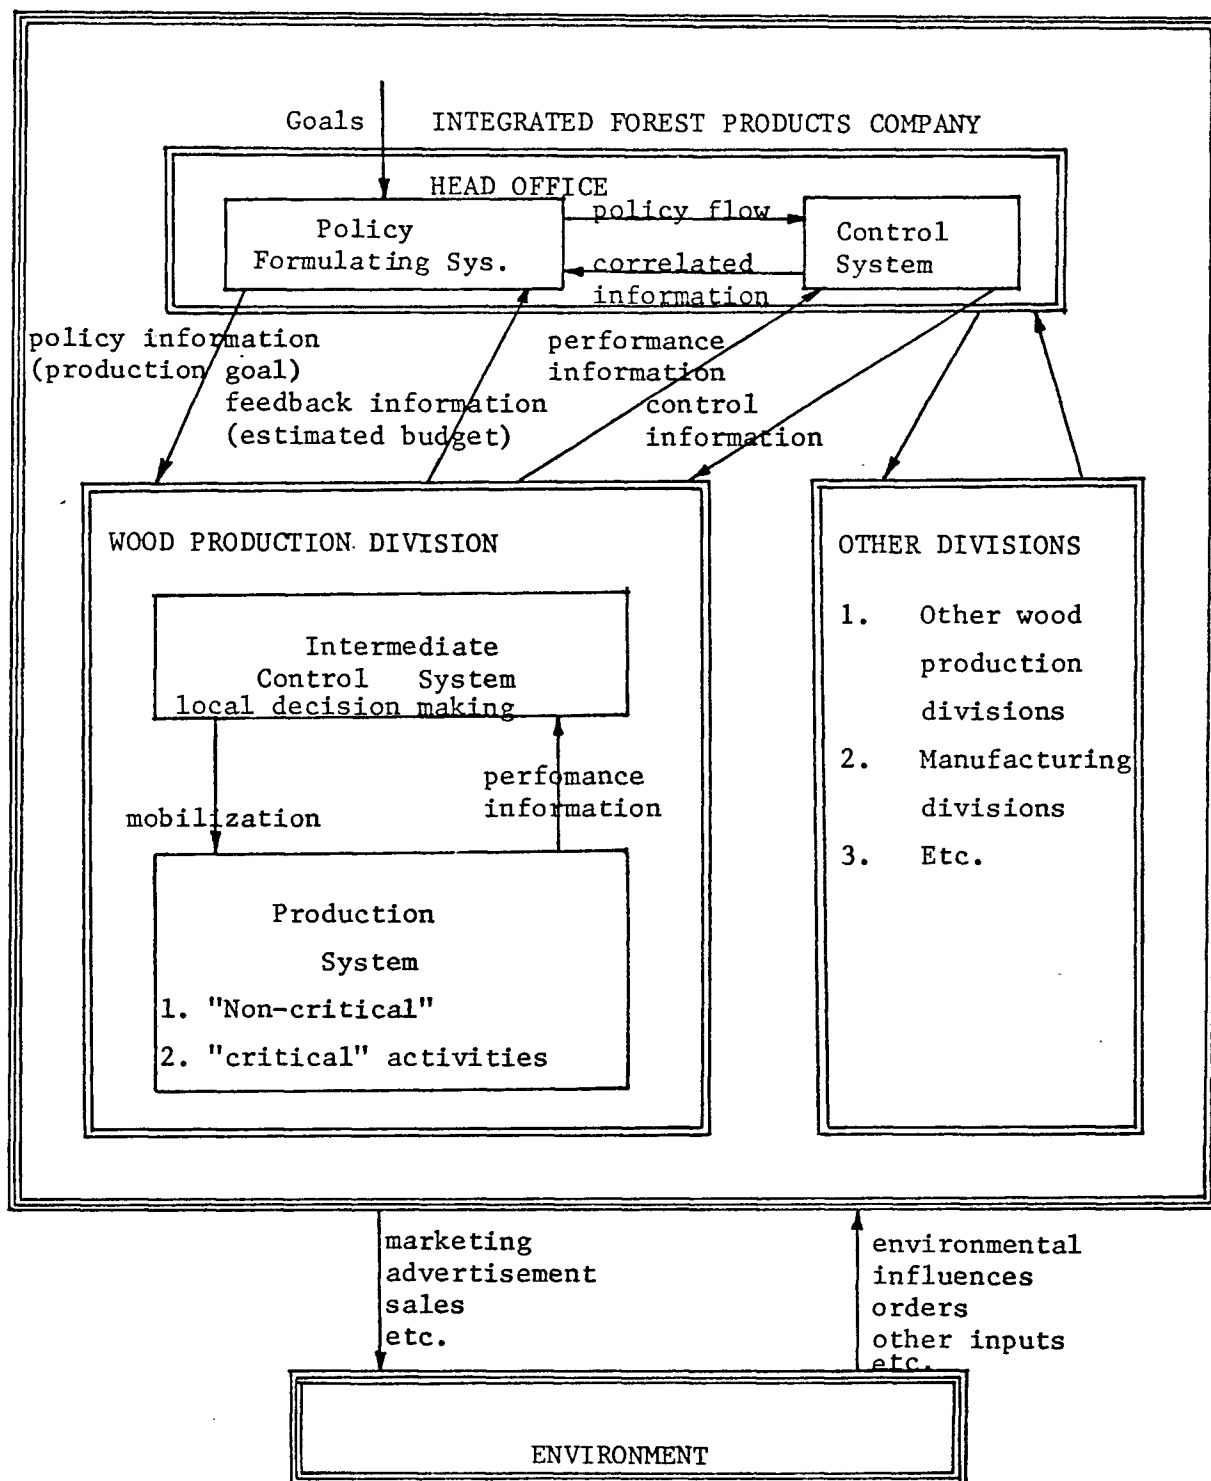 Goals
INTEGRATED FOREST PRODUCTS COMPANY
HEAD OFFICE
Policy
Formulating Sys.
policy flow
correlated
information
Control
System
policy information
(production goal)
feedback information
(estimated budget)
performance
information
control
information
WOOD PRODUCTION DIVISION
Intermediate
Control System
local decision making
mobilization
perfomance
information
Production
System
1. "Non-critical"
2. "critical" activities
OTHER DIVISIONS
1. Other wood
production
divisions
2. Manufacturing
divisions
3. Etc.
marketing
advertisement
sales
etc.
environmental
influences
orders
other inputs
etc.
ENVIRONMENT